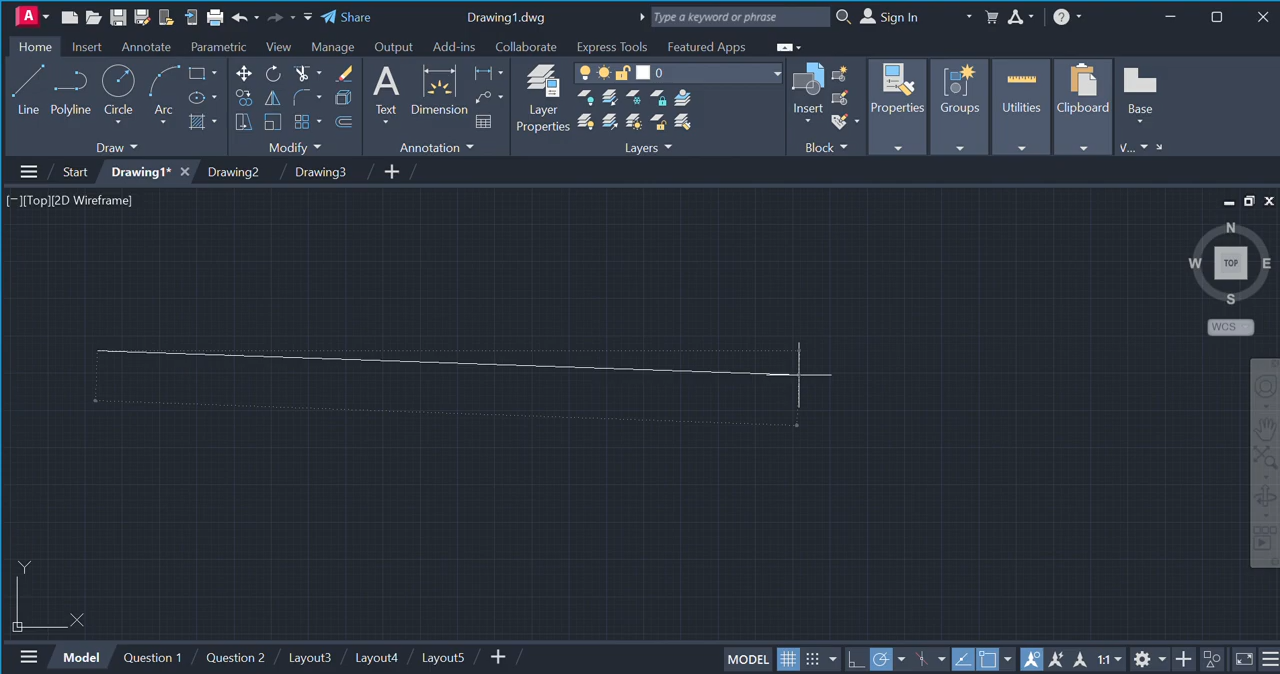 A Share Drawing1.dwg Type a keyword or phrase Sign In ?
Home Insert Annotate Parametric View Manage Output Add-ins Collaborate Express Tools Featured Apps
0
Line Polyline Circle Arc Text Dimension Layer Properties Insert Properties Groups Utilities Clipboard Base
Draw Modify Annotation Layers Block V...
Start Drawing1* Drawing2 Drawing3 +
[−][Top][2D Wireframe]
N
W TOP E
S
WCS
Y
X
Model Question 1 Question 2 Layout3 Layout4 Layout5 + MODEL 1:1